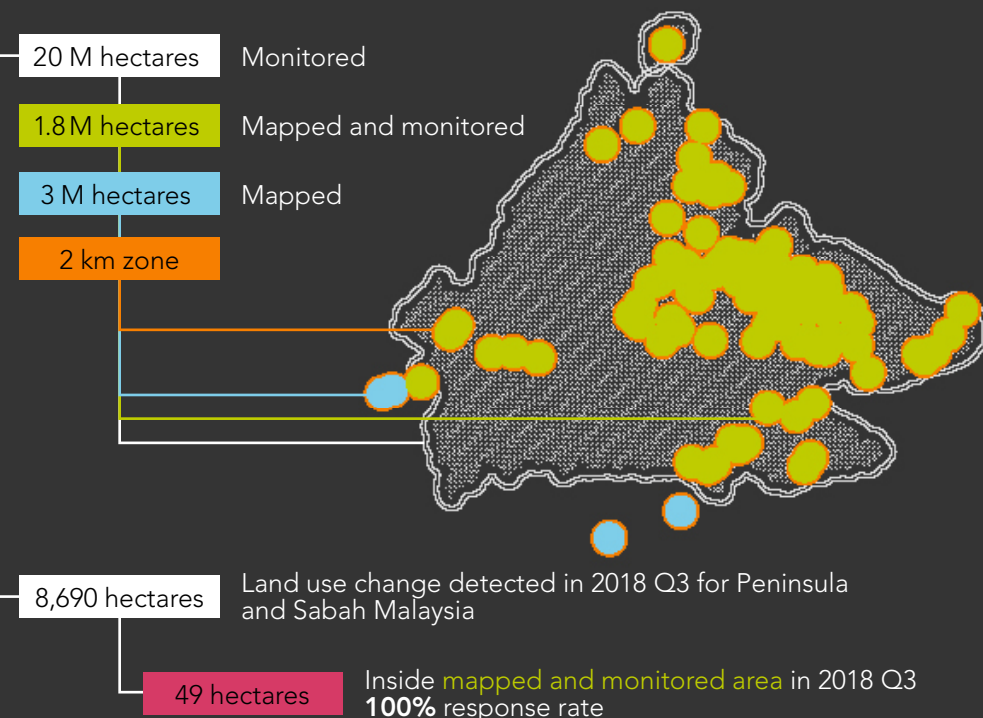 20 M hectares Monitored
1.8 M hectares Mapped and monitored
3 M hectares Mapped
2 km zone
8,690 hectares Land use change detected in 2018 Q3 for Peninsula
and Sabah Malaysia
49 hectares Inside mapped and monitored area in 2018 Q3
100% response rate